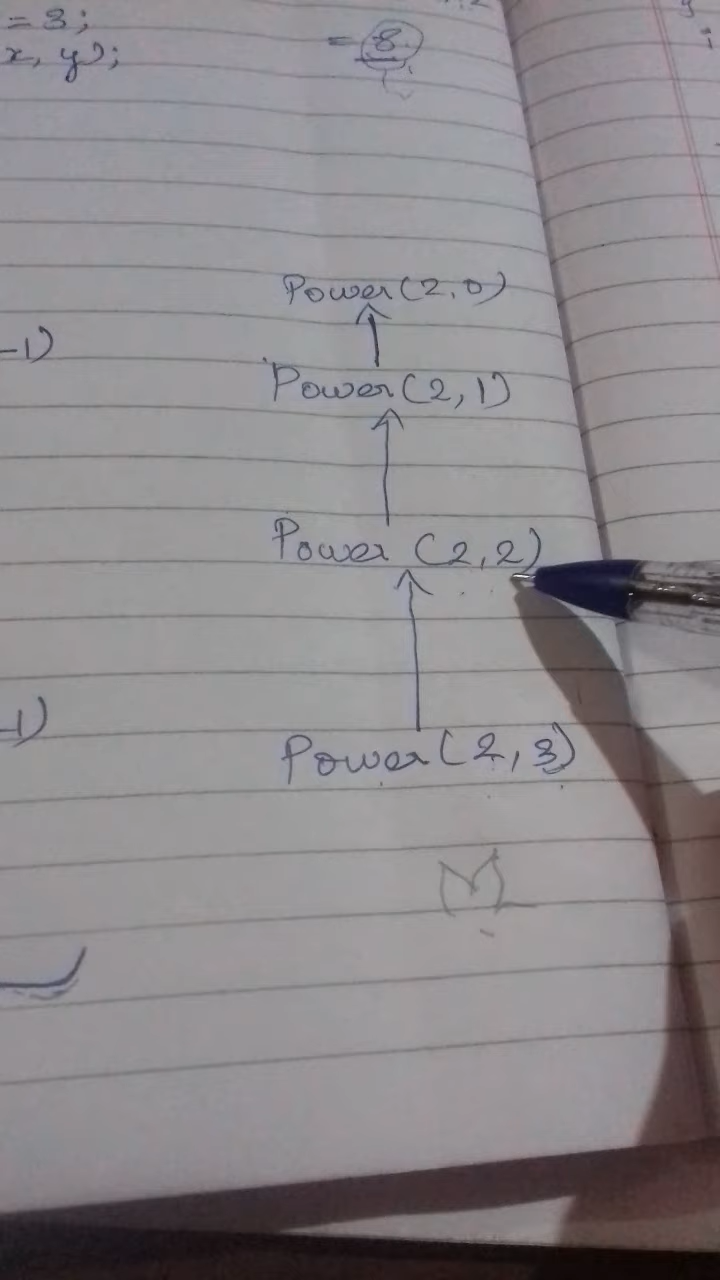 = 3;
x, y);
= 8
Power(2,0)
-1)
Power(2,1)
Power (2,2)
-1)
Power(2,3)